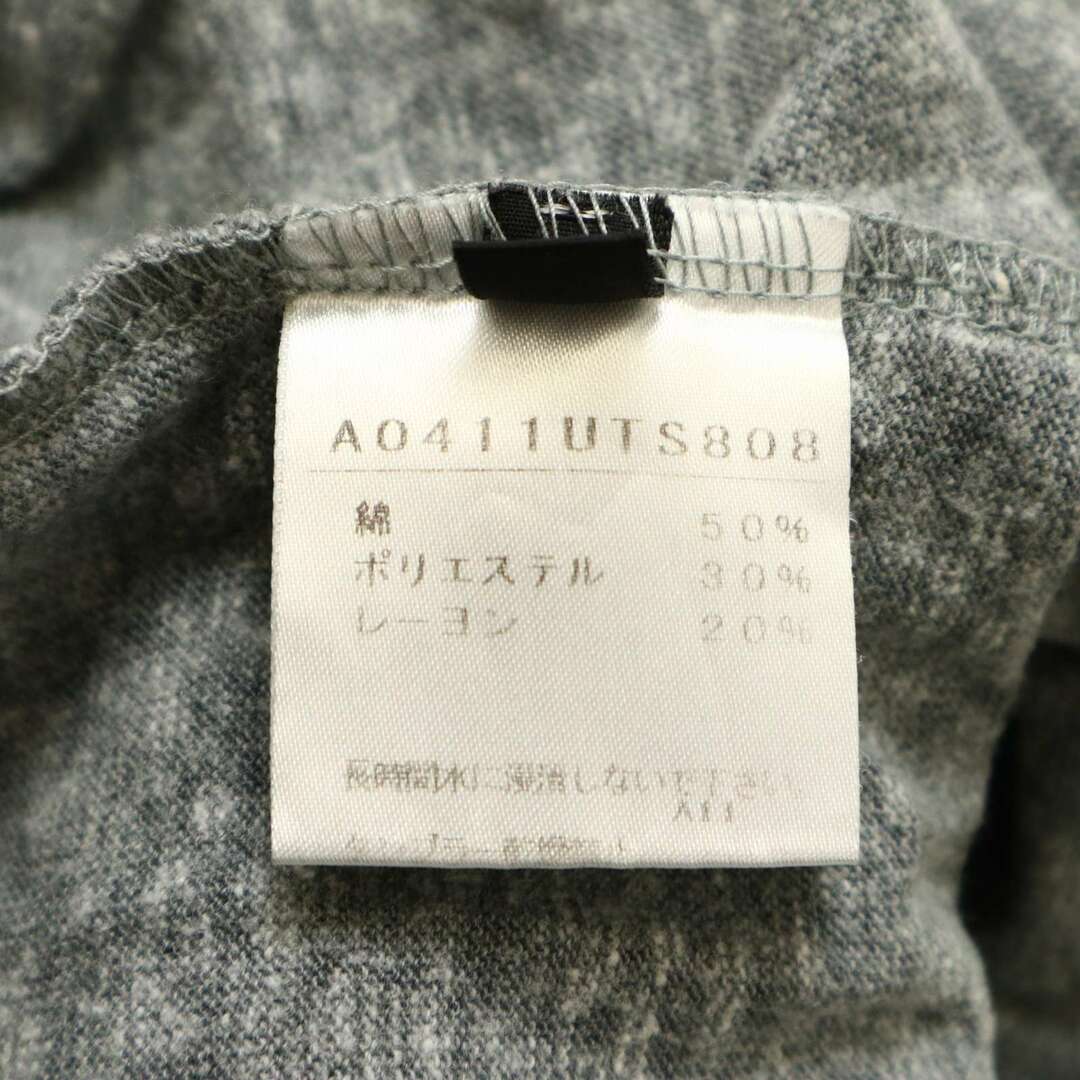 A0411UTS808
綿 50%
ポリエステル 30%
レーヨン 20%
長時間水に浸漬しないで下さい。